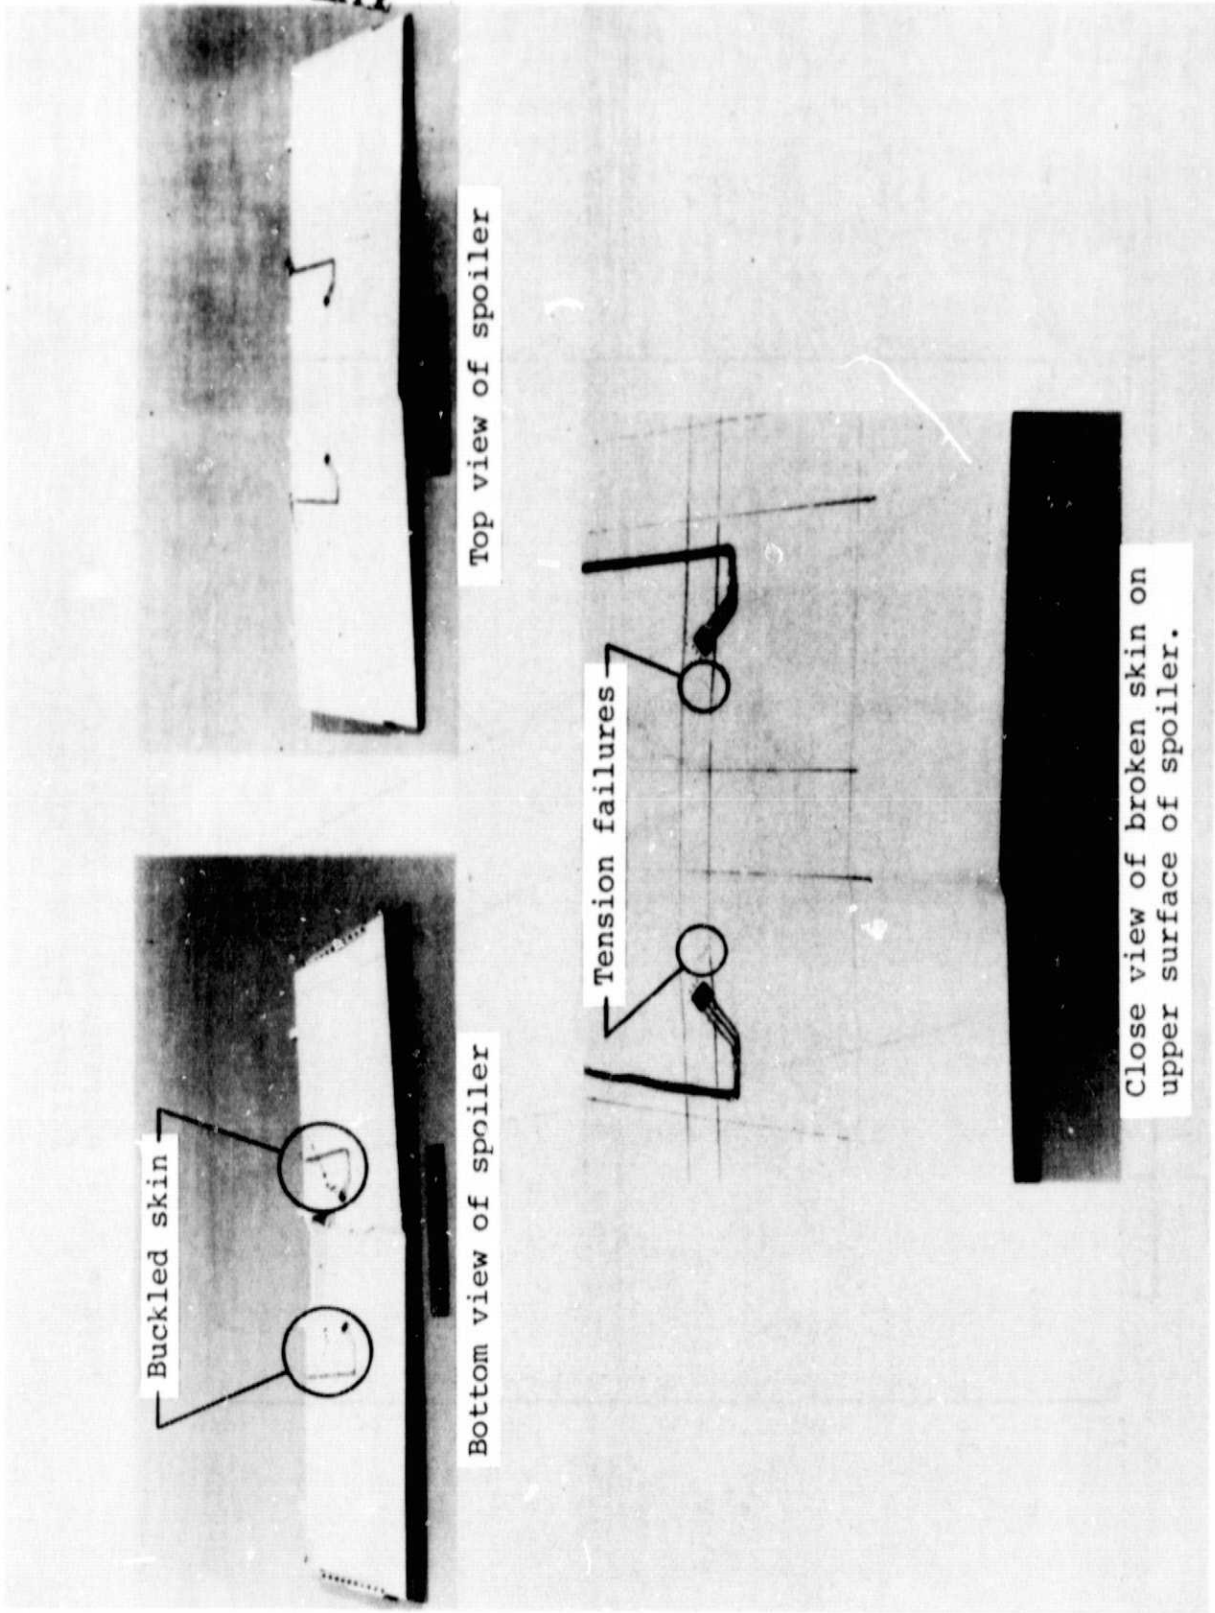 Buckled skin
Bottom view of spoiler
Top view of spoiler
Tension failures
Close view of broken skin on
upper surface of spoiler.